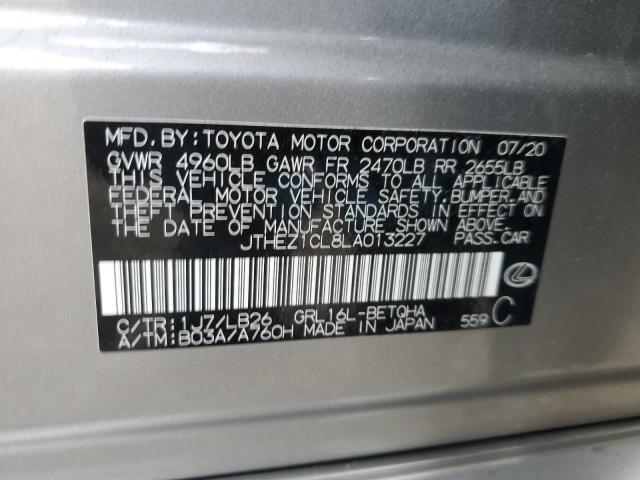 MFD. BY: TOYOTA MOTOR CORPORATION 07/20
GVWR 4960LB GAWR FR 2470LB RR 2655LB
THIS VEHICLE CONFORMS TO ALL APPLICABLE
FEDERAL MOTOR VEHICLE SAFETY, BUMPER, AND
THEFT PREVENTION STANDARDS IN EFFECT ON
THE DATE OF MANUFACTURE SHOWN ABOVE.
JTHEZ1CL8LA013227 PASS.CAR
C/TR:1J7/LB26 GRL16L-BETQHA
A/TM:B03A/A760H MADE IN JAPAN 559 C